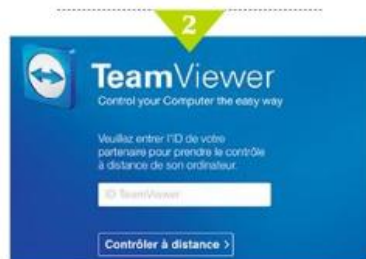 2
TeamViewer
Control your Computer the easy way
Veuillez entrer l'ID de votre
partenaire pour prendre le contrôle
à distance de son ordinateur.
ID TeamViewer
Contrôler à distance >